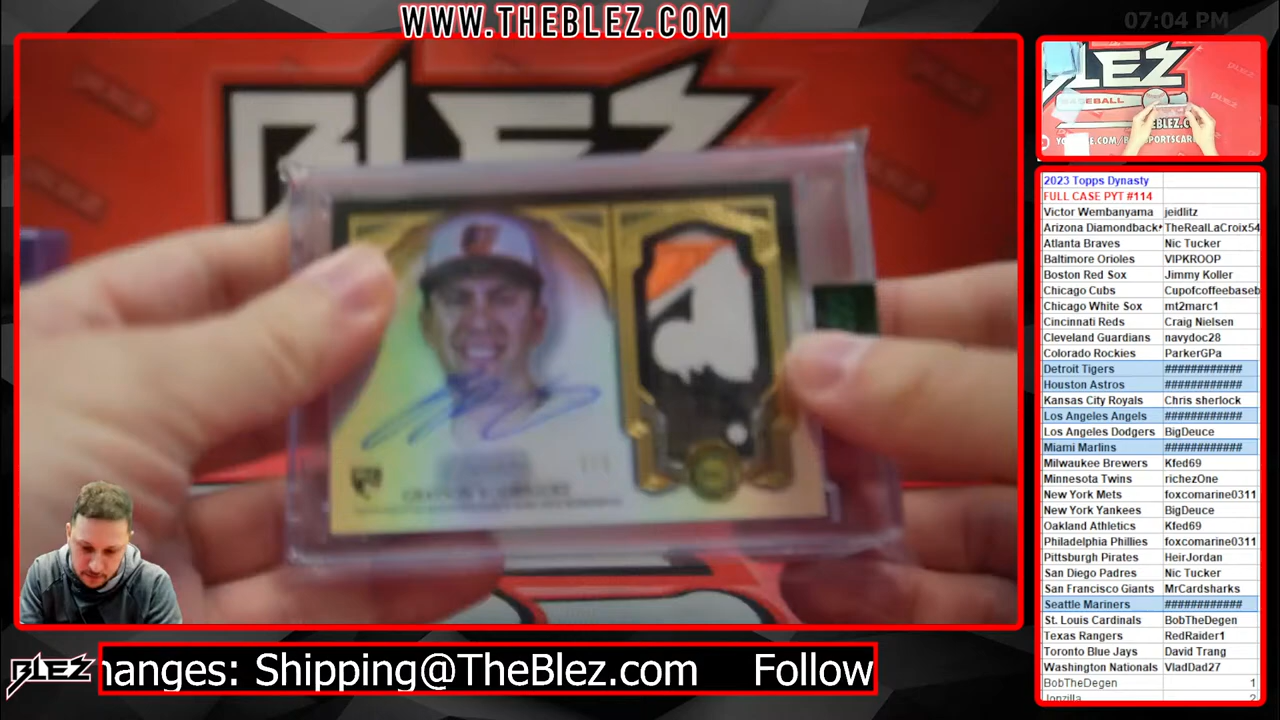 WWW.THEBLEZ.COM
07:04 PM
BLEZ
BLEZ
BASEBALL
2023 Topps Dynasty
FULL CASE PYT #114
Victor Wembanyama jeidlitz
Arizona Diamondback TheRealLaCroix54
Atlanta Braves Nic Tucker
Baltimore Orioles VIPKROOP
Boston Red Sox Jimmy Koller
Chicago Cubs Cupofcoffeebaseb
Chicago White Sox mt2marc1
Cincinnati Reds Craig Nielsen
Cleveland Guardians navydoc28
Colorado Rockies ParkerGPa
Detroit Tigers ############
Houston Astros ############
Kansas City Royals Chris sherlock
Los Angeles Angels ############
Los Angeles Dodgers BigDeuce
Miami Marlins ############
Milwaukee Brewers Kfed69
Minnesota Twins richezOne
New York Mets foxcomarine0311
New York Yankees BigDeuce
Oakland Athletics Kfed69
Philadelphia Phillies foxcomarine0311
Pittsburgh Pirates HeirJordan
San Diego Padres Nic Tucker
San Francisco Giants MrCardsharks
Seattle Mariners ############
St. Louis Cardinals BobTheDegen
Texas Rangers RedRaider1
Toronto Blue Jays David Trang
Washington Nationals VladDad27
BobTheDegen 1
Jonzilla 2
BLEZ
hanges: Shipping@TheBlez.com Follow